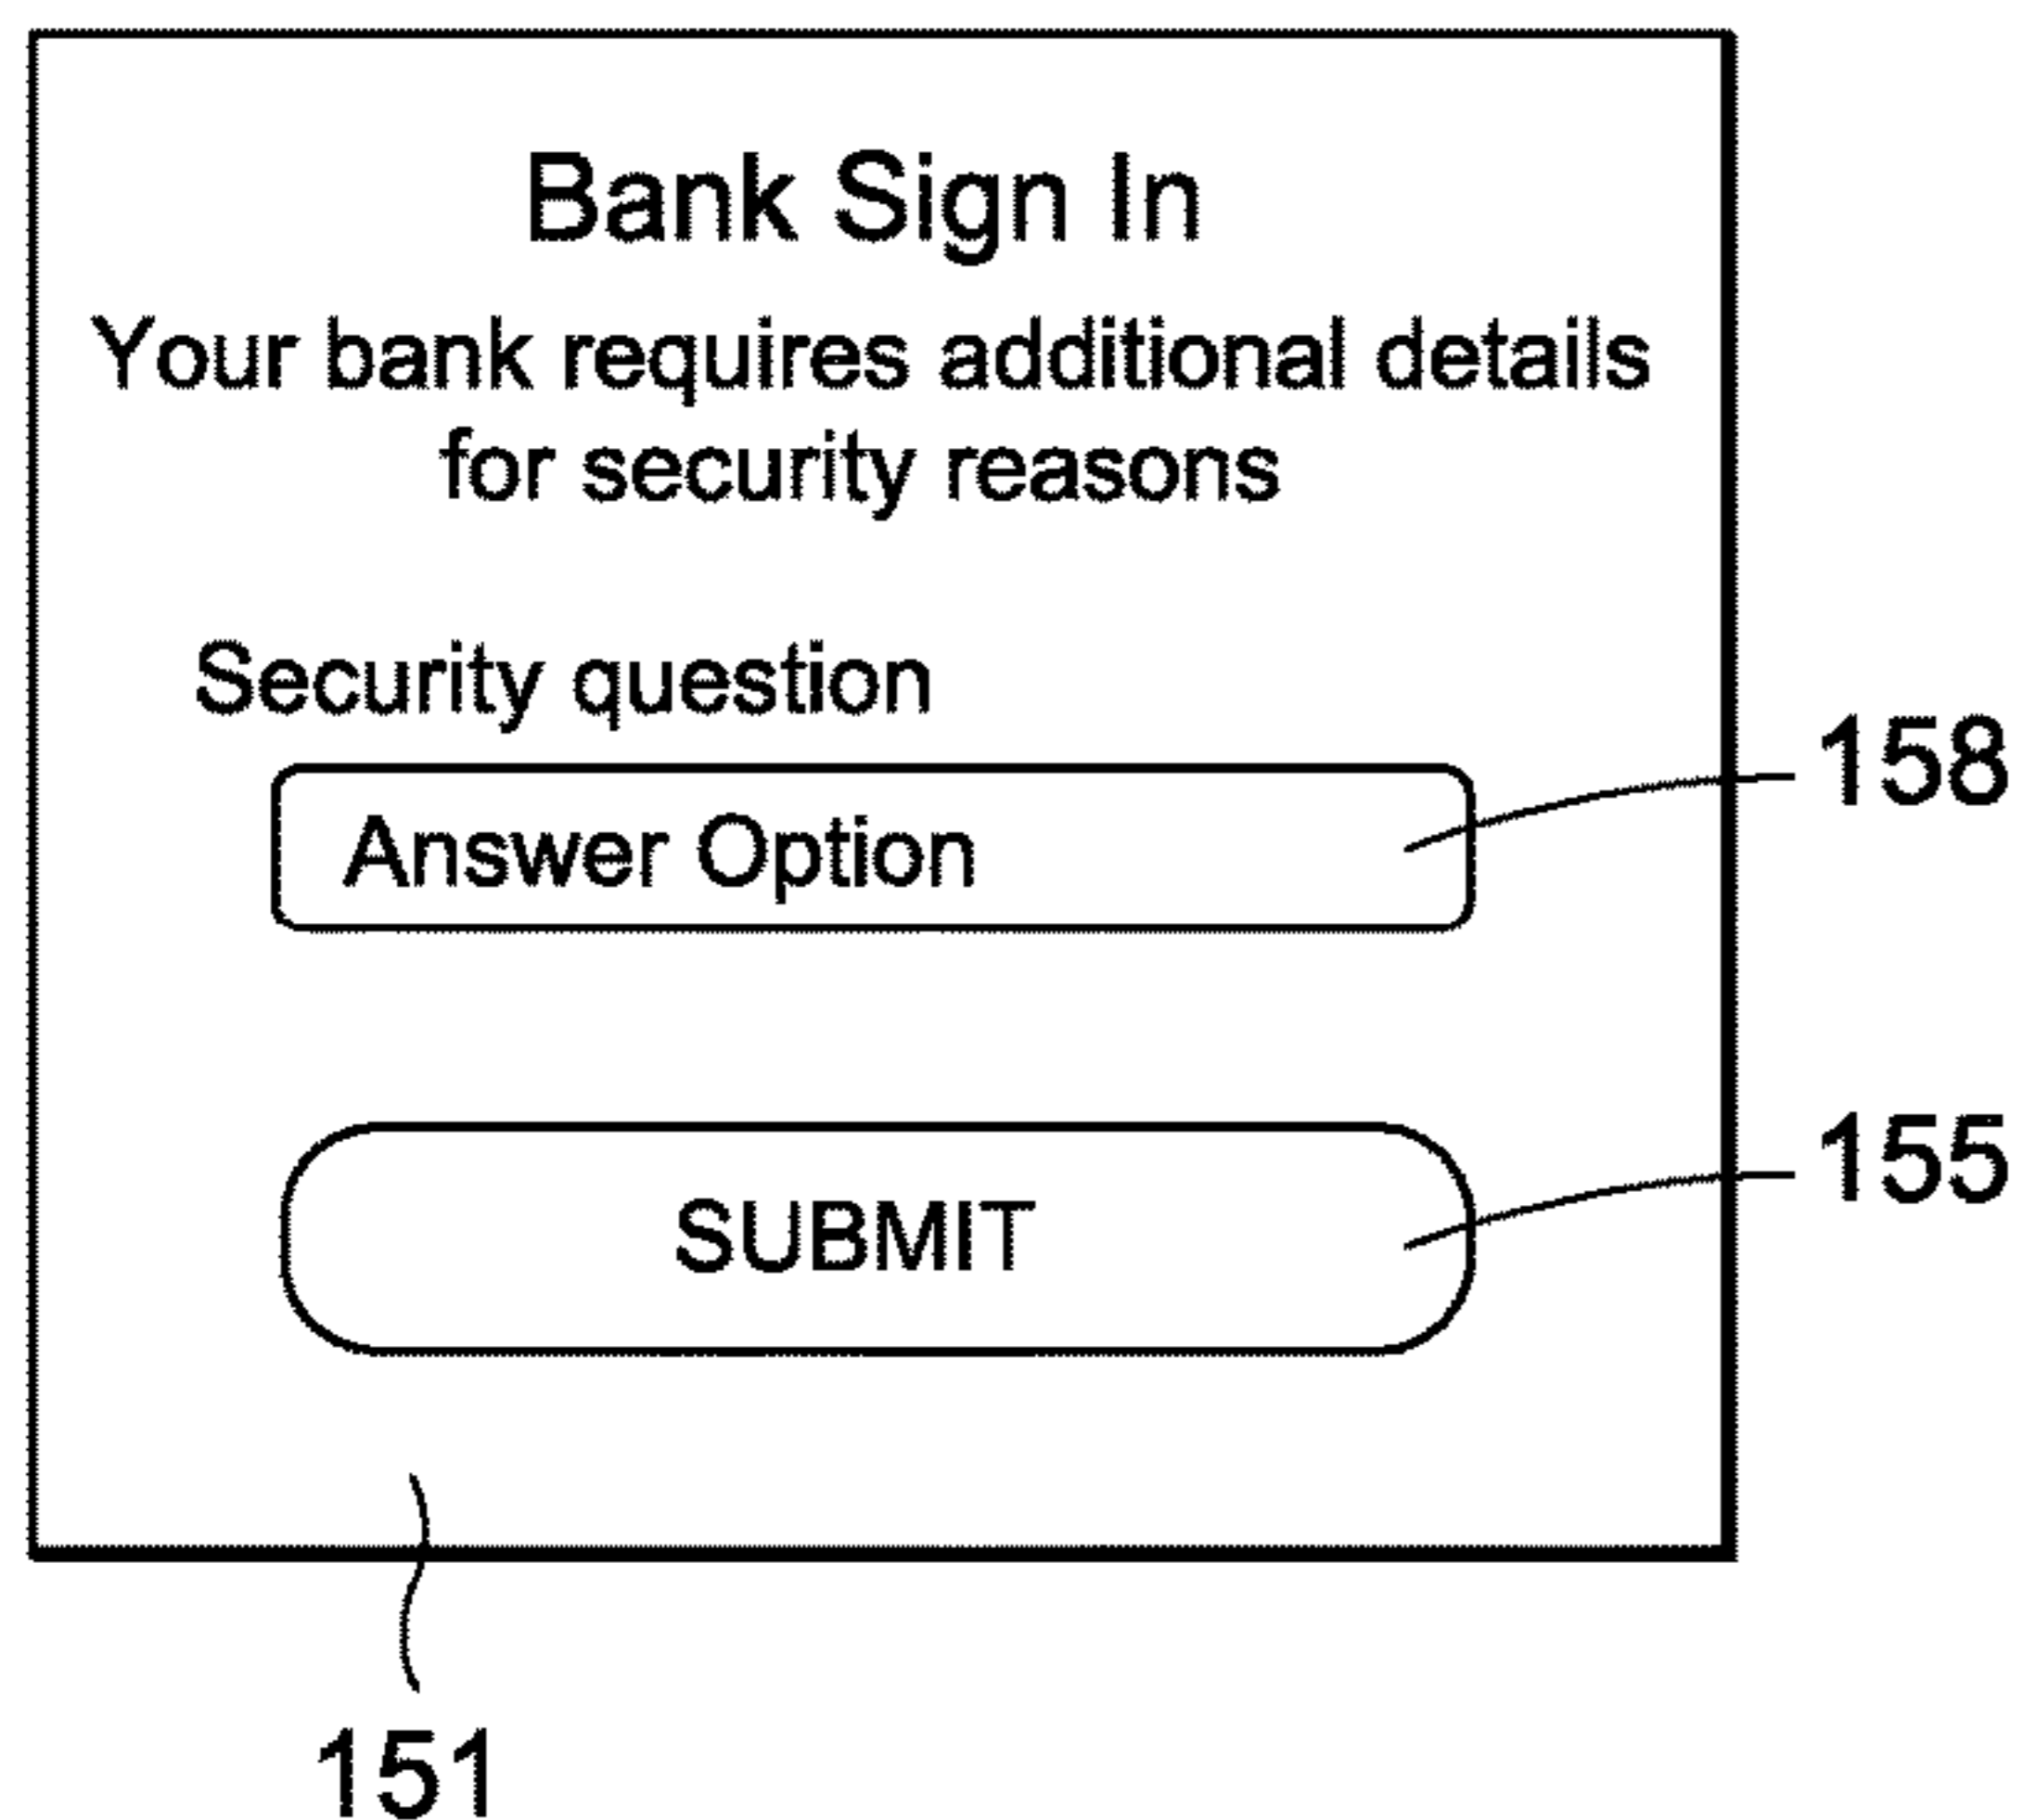 Bank Sign In
Your bank requires additional details
for security reasons
Security question
158
Answer Option
155
SUBMIT
151